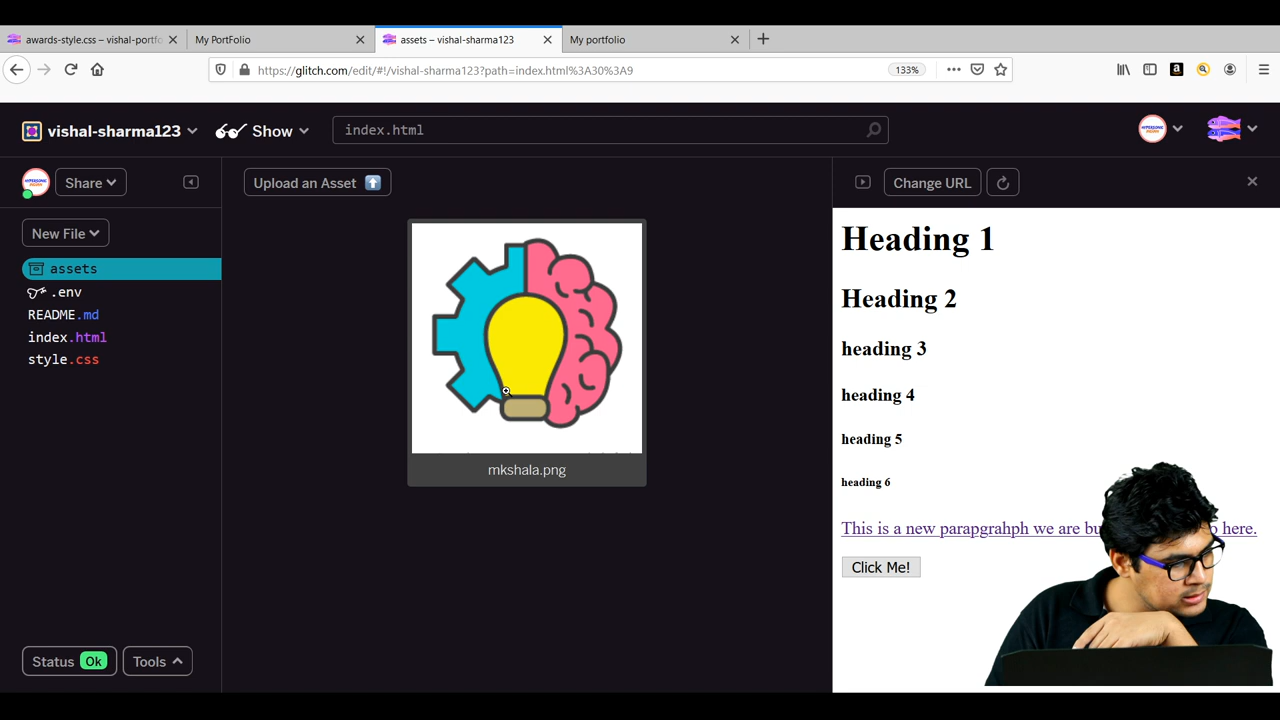 awards-style.css – vishal-portfo
My PortFolio
assets – vishal-sharma123
My portfolio
https://glitch.com/edit/#!/vishal-sharma123?path=index.html%3A30%3A9
133%
vishal-sharma123
Show
index.html
Share
Upload an Asset
Change URL
New File
assets
.env
README.md
index.html
style.css
mkshala.png
Heading 1
Heading 2
heading 3
heading 4
heading 5
heading 6
This is a new parapgrahph we are bu
here.
Click Me!
Status Ok
Tools